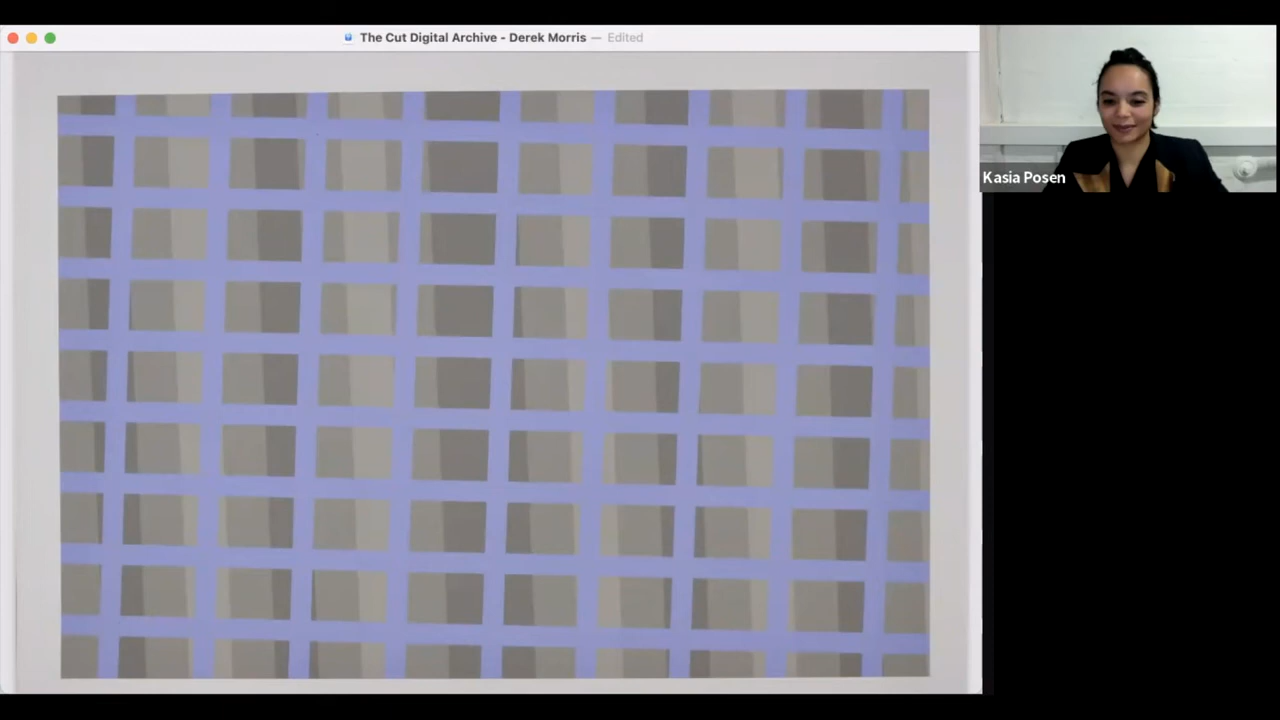 The Cut Digital Archive - Derek Morris — Edited
Kasia Posen